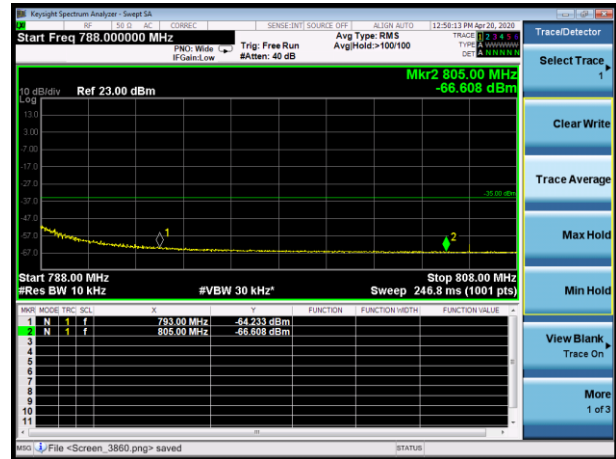 Keysight Spectrum Analyzer - Swept SA
RF 50 Ω AC CORREC SENSE:INT SOURCE OFF ALIGN AUTO 12:50:13 PM Apr 20, 2020
Start Freq 788.000000 MHz
PNO: Wide
IFGain:Low
Trig: Free Run
#Atten: 40 dB
Avg Type: RMS
Avg|Hold:>100/100
TRACE 1 2 3 4 5 6
TYPE A WWWWW
DET A NNNNN
Mkr2 805.00 MHz
-66.608 dBm
10 dB/div Ref 23.00 dBm
Log
13.0
3.00
-7.00
-17.0
-27.0
-35.00 dBm
-37.0
-47.0
-57.0
-67.0
1
2
Start 788.00 MHz Stop 808.00 MHz
#Res BW 10 kHz #VBW 30 kHz* Sweep 246.8 ms (1001 pts)
MKR MODE TRC SCL X Y FUNCTION FUNCTION WIDTH FUNCTION VALUE
1 N 1 f 793.00 MHz -64.233 dBm
2 N 1 f 805.00 MHz -66.608 dBm
3
4
5
6
7
8
9
10
11
MSG File <Screen_3860.png> saved STATUS
Trace/Detector
Select Trace
1
Clear Write
Trace Average
Max Hold
Min Hold
View Blank
Trace On
More
1 of 3